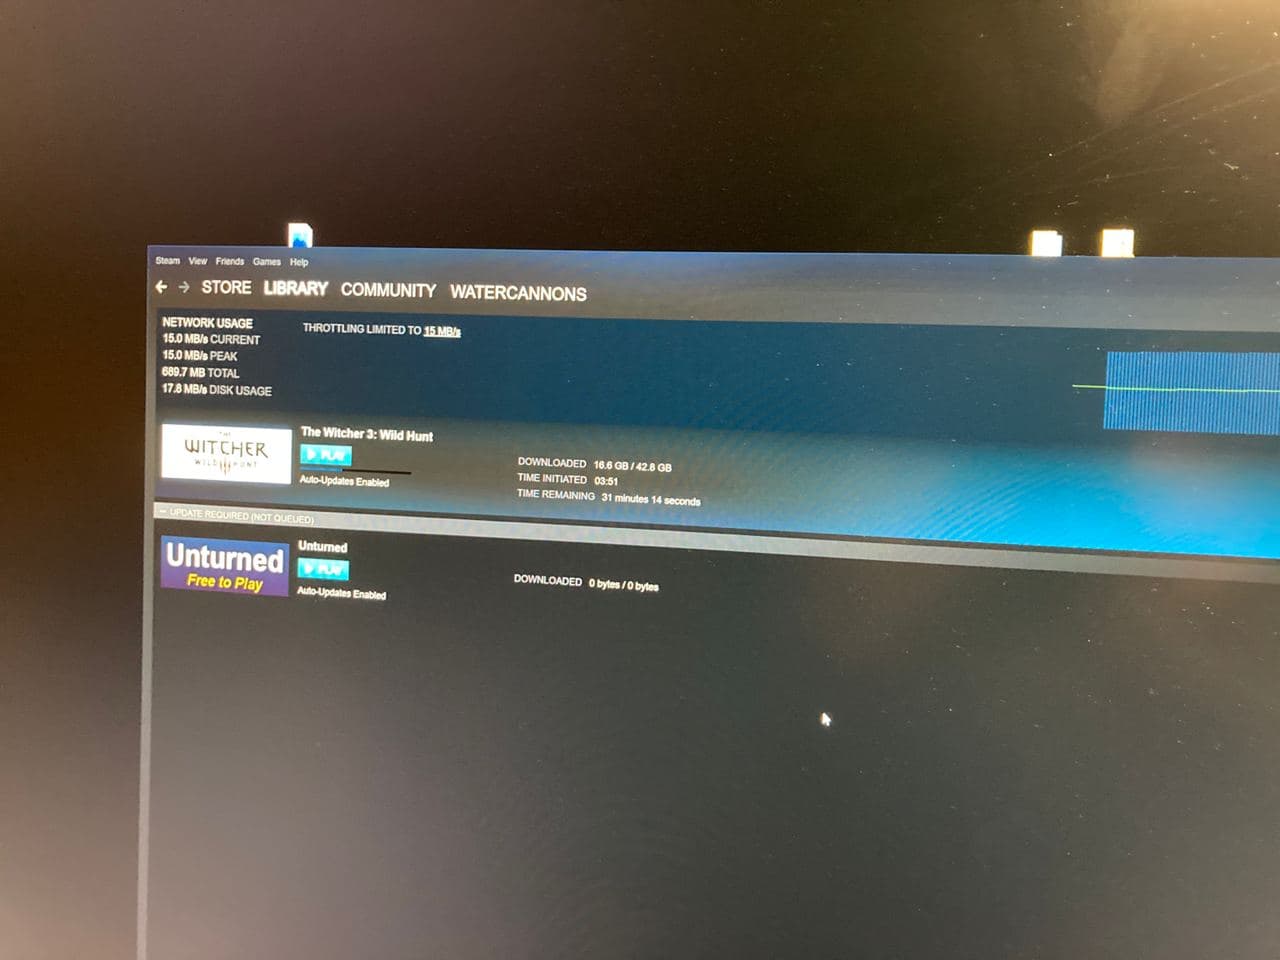 Steam View Friends Games Help
← → STORE LIBRARY COMMUNITY WATERCANNONS
NETWORK USAGE
15.0 MB/s CURRENT
15.0 MB/s PEAK
689.7 MB TOTAL
17.8 MB/s DISK USAGE
THROTTLING LIMITED TO 15 MB/s
THE
WITCHER
WILD HUNT
The Witcher 3: Wild Hunt
PLAY
Auto-Updates Enabled
DOWNLOADED 16.6 GB / 42.8 GB
TIME INITIATED 03:51
TIME REMAINING 31 minutes 14 seconds
— UPDATE REQUIRED (NOT QUEUED)
Unturned
Free to Play
Unturned
PLAY
Auto-Updates Enabled
DOWNLOADED 0 bytes / 0 bytes